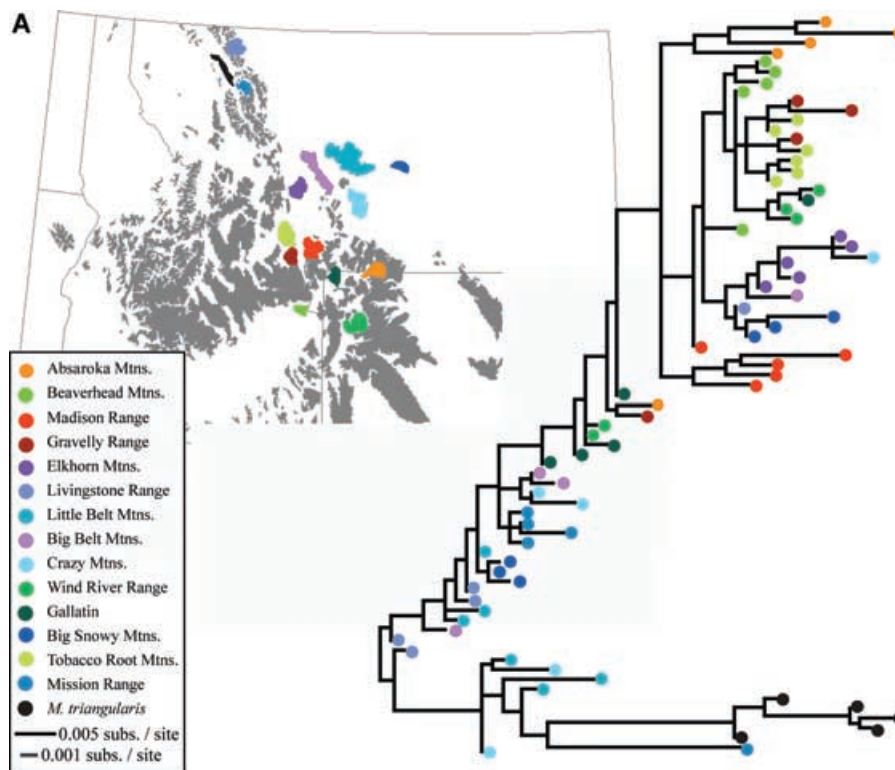 A
Absaroka Mtns.
Beaverhead Mtns.
Madison Range
Gravelly Range
Elkhorn Mtns.
Livingstone Range
Little Belt Mtns.
Big Belt Mtns.
Crazy Mtns.
Wind River Range
Gallatin
Big Snowy Mtns.
Tobacco Root Mtns.
Mission Range
M. triangularis
0.005 subs. / site
0.001 subs. / site